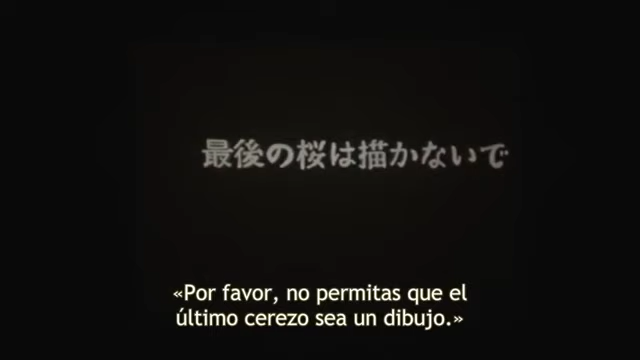 最後の桜は描かないで
«Por favor, no permitas que el
último cerezo sea un dibujo.»